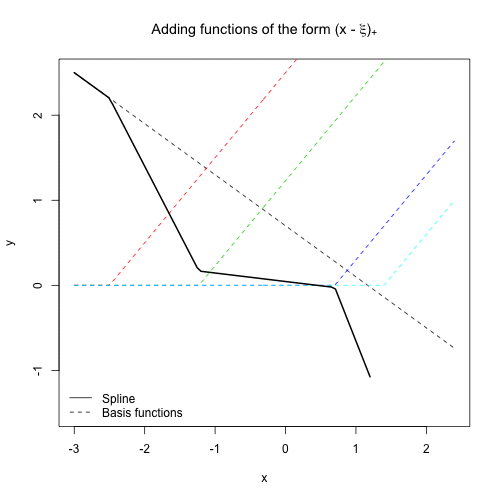 Adding functions of the form (x - ξ)₊
2
1
0
-1
y
Spline
Basis functions
-3
-2
-1
0
1
2
x